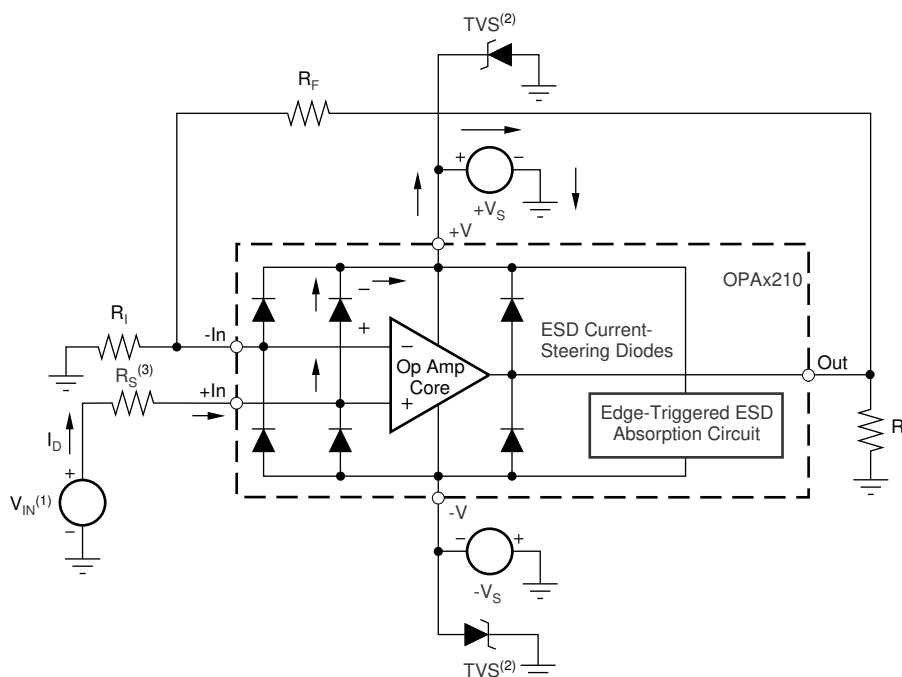 TVS(2)
RF
+ −
+VS
+V
OPAx210
RI
-In
−
+
−
Op Amp
Core
+
ESD Current-
Steering Diodes
Out
RS(3)
+In
Edge-Triggered ESD
Absorption Circuit
R
ID
+
VIN(1)
−
-V
− +
-VS
TVS(2)